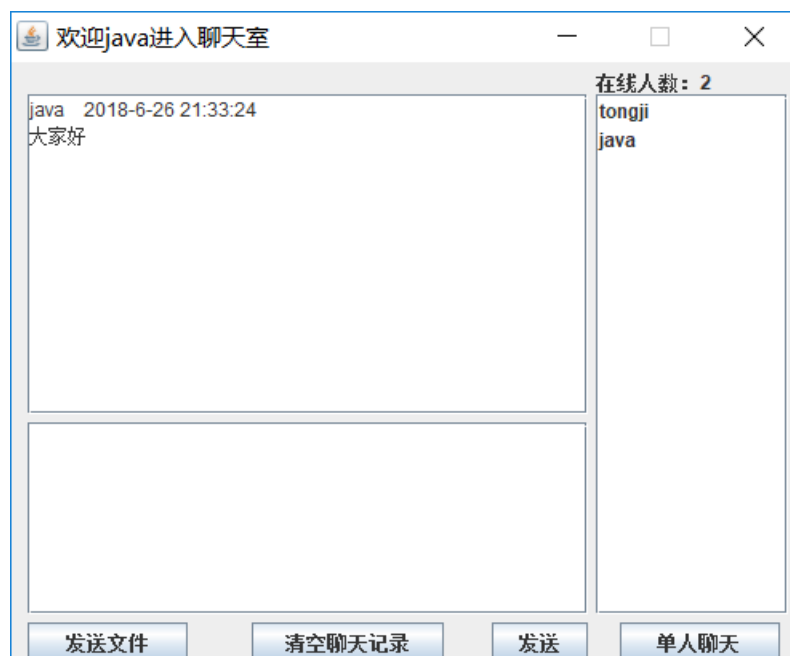 欢迎java进入聊天室
在线人数：2
java 2018-6-26 21:33:24
大家好
tongji
java
发送文件
清空聊天记录
发送
单人聊天